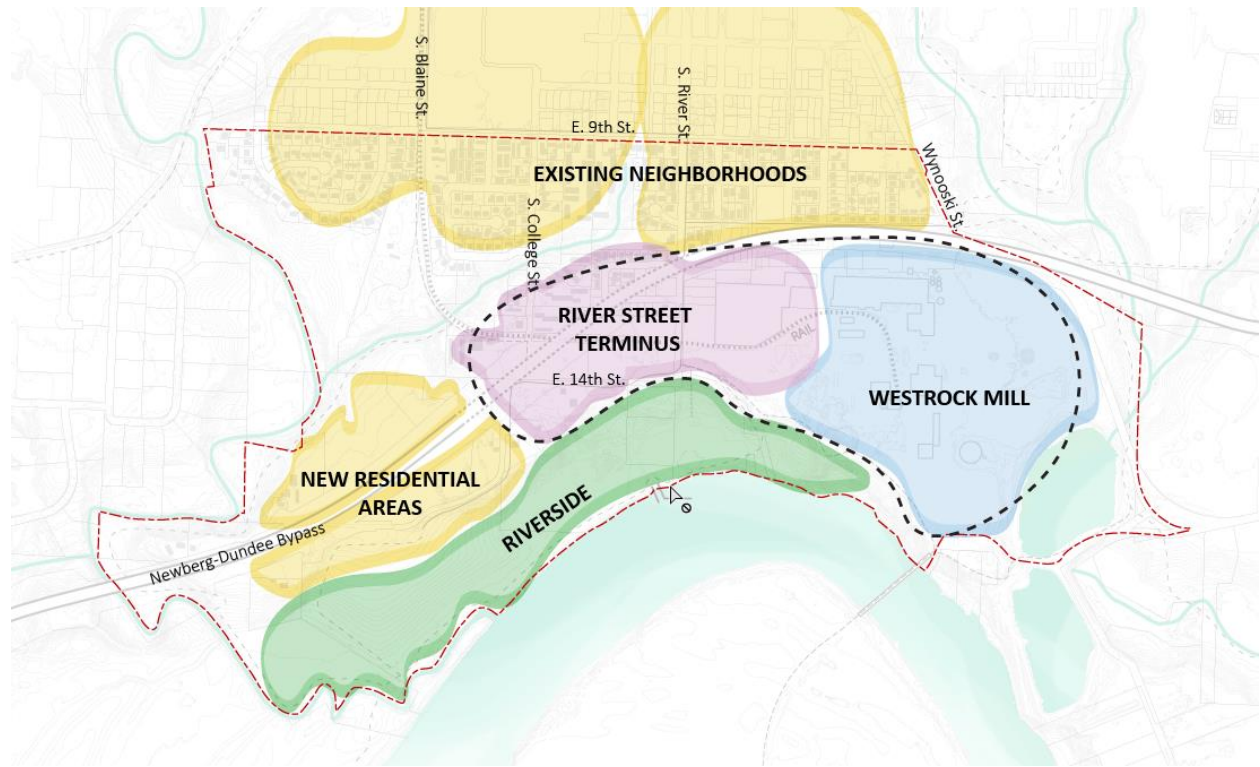 S. Blaine St.
S. River St.
E. 9th St.
Wynooski St.
EXISTING NEIGHBORHOODS
S. College St.
RIVER STREET
TERMINUS
RAIL
E. 14th St.
WESTROCK MILL
NEW RESIDENTIAL
AREAS
RIVERSIDE
Newberg-Dundee Bypass